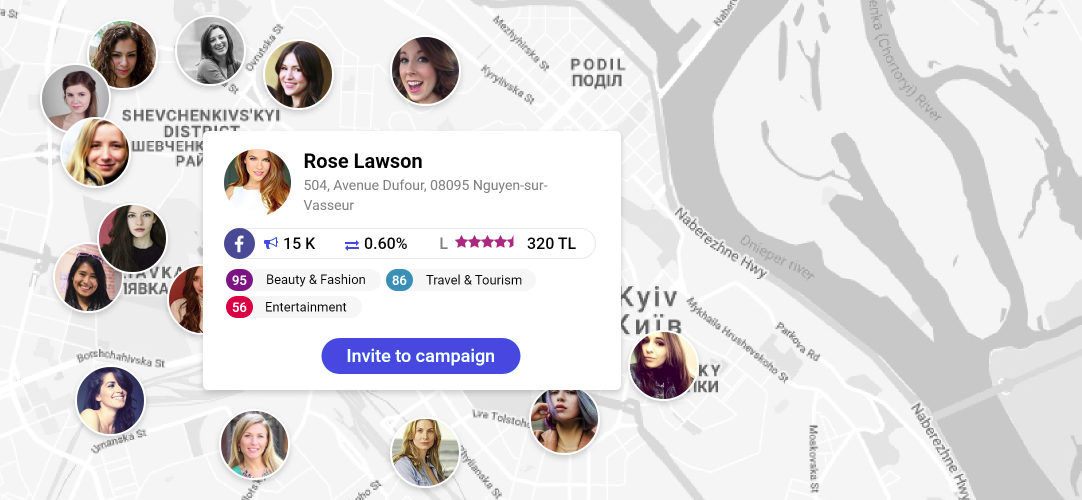 a St
Ovrutska St
Mezhyhirska St
Kyrylivska St
PODIL
ПОДІЛ
Desenka (Chortoryi) River
SHEVCHENKIVS'KYI
DISTRICT
ШЕВЧЕНК
РАЙ
Rose Lawson
504, Avenue Dufour, 08095 Nguyen-sur-
Vasseur
15 K
0.60%
L
320 TL
95 Beauty & Fashion
86 Travel & Tourism
56 Entertainment
Invite to campaign
Naberezhne Hwy
Dnieper river
Kyiv
Київ
Mykhaila Hrushevskoho St
Parkova Rd
Borshchahivska St
Umanska St
Lva Tolstoho
KY
ЛКИ
Moskovska St
Naberezhne Hwy